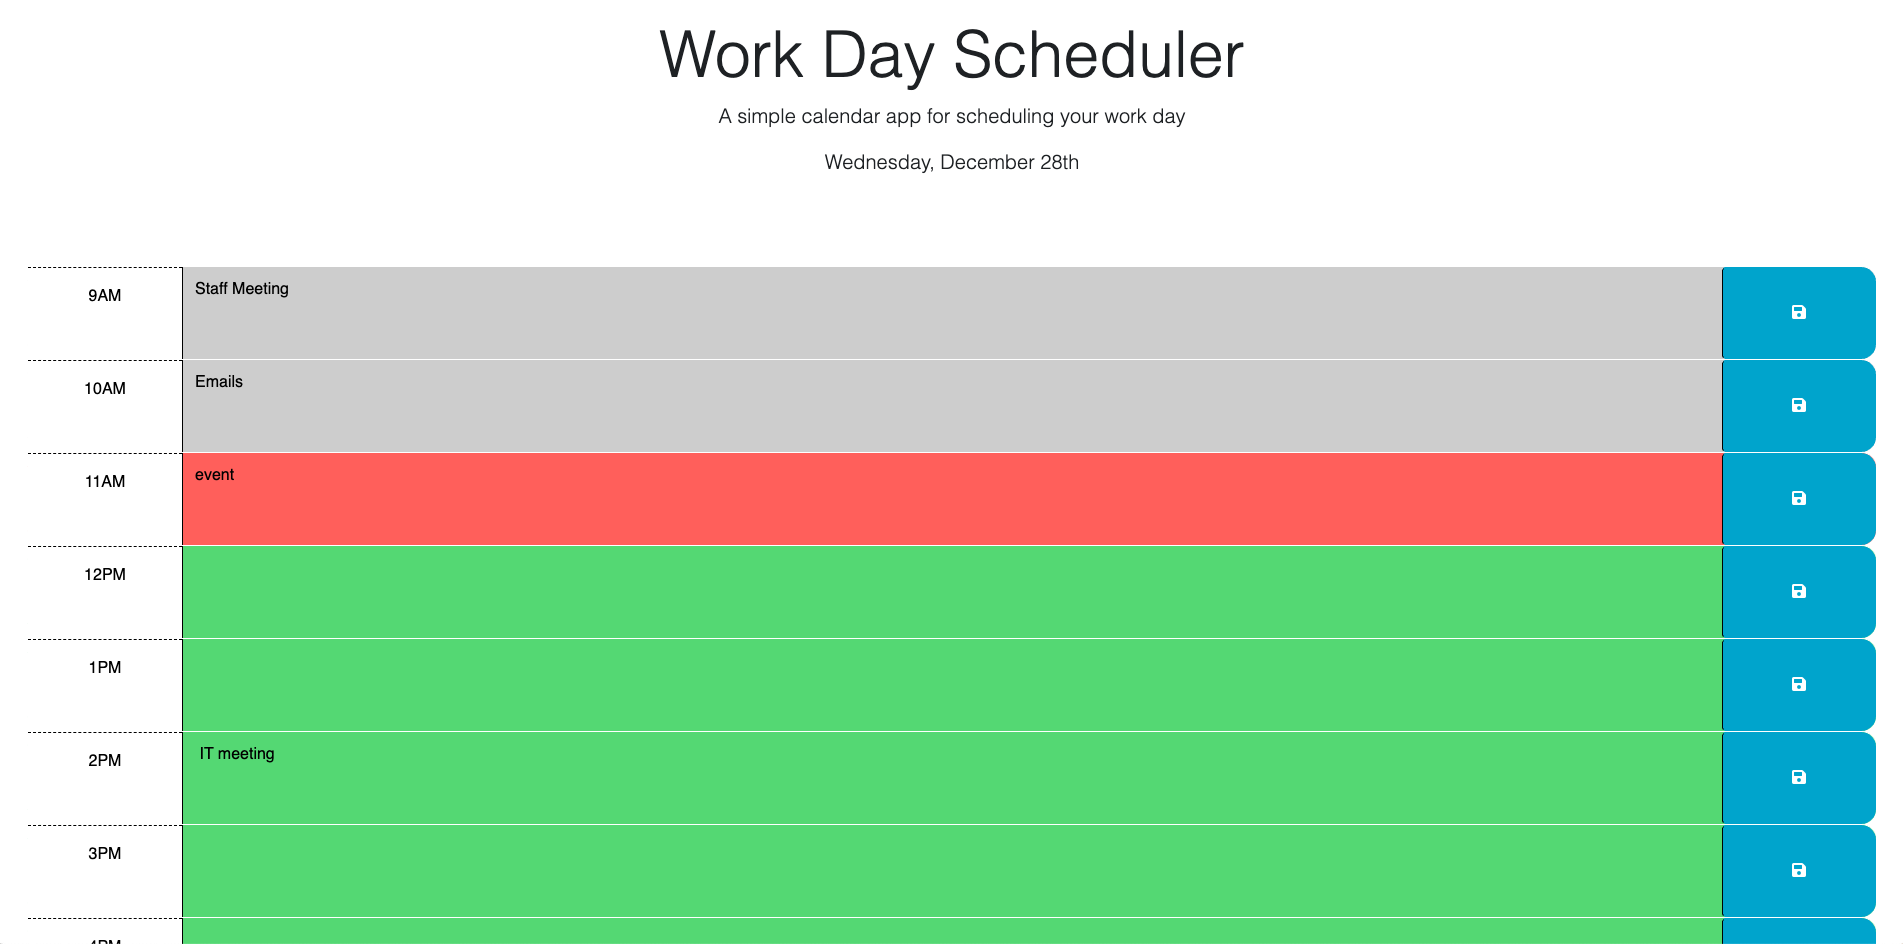 Work Day Scheduler
A simple calendar app for scheduling your work day
Wednesday, December 28th
9AM
Staff Meeting
10AM
Emails
11AM
event
12PM
1PM
2PM
IT meeting
3PM
4PM